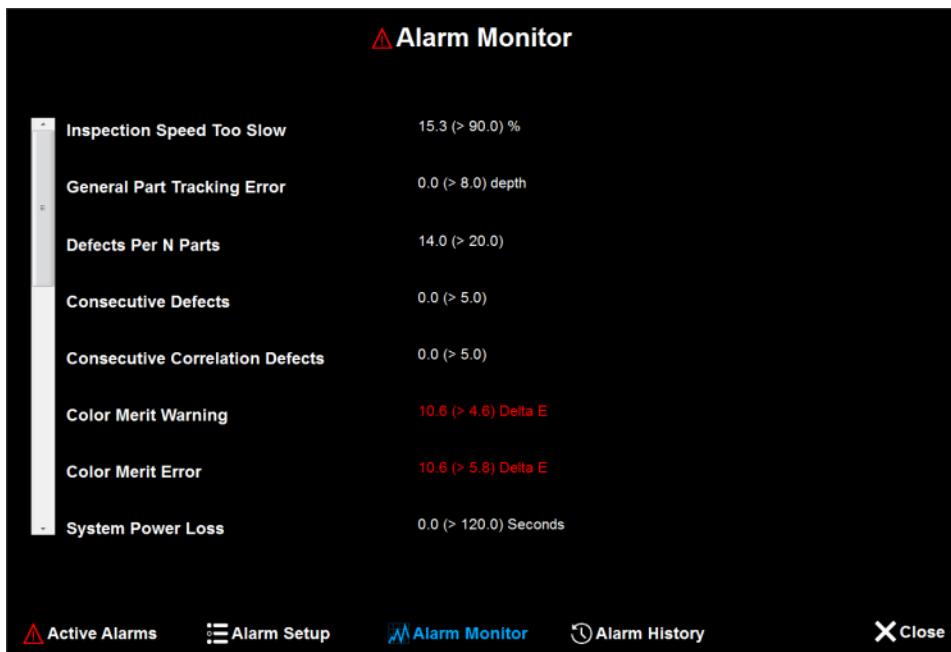 Alarm Monitor
Inspection Speed Too Slow 15.3 (> 90.0) %
General Part Tracking Error 0.0 (> 8.0) depth
Defects Per N Parts 14.0 (> 20.0)
Consecutive Defects 0.0 (> 5.0)
Consecutive Correlation Defects 0.0 (> 5.0)
Color Merit Warning 10.6 (> 4.6) Delta E
Color Merit Error 10.6 (> 5.8) Delta E
System Power Loss 0.0 (> 120.0) Seconds
Active Alarms Alarm Setup Alarm Monitor Alarm History Close